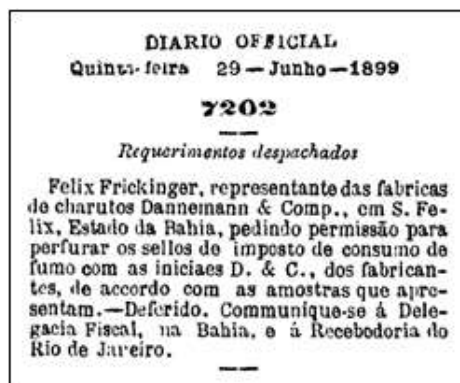 DIARIO OFFICIAL
Quinta-feira 29 — Junho — 1899
7202
Requerimentos despachados
Felix Frickinger, representante das fabricas
de charutos Dannemann & Comp., em S. Fe-
lix, Estado da Bahia, pedindo permissão para
perfurar os sellos de imposto de consumo de
fumo com as iniciaes D. & C., dos fabrican-
tes, de accordo com as amostras que apre-
sentam.—Deferido. Communique-se á Dele-
gacia Fiscal, na Bahia, e á Recebedoria do
Rio de Jareiro.